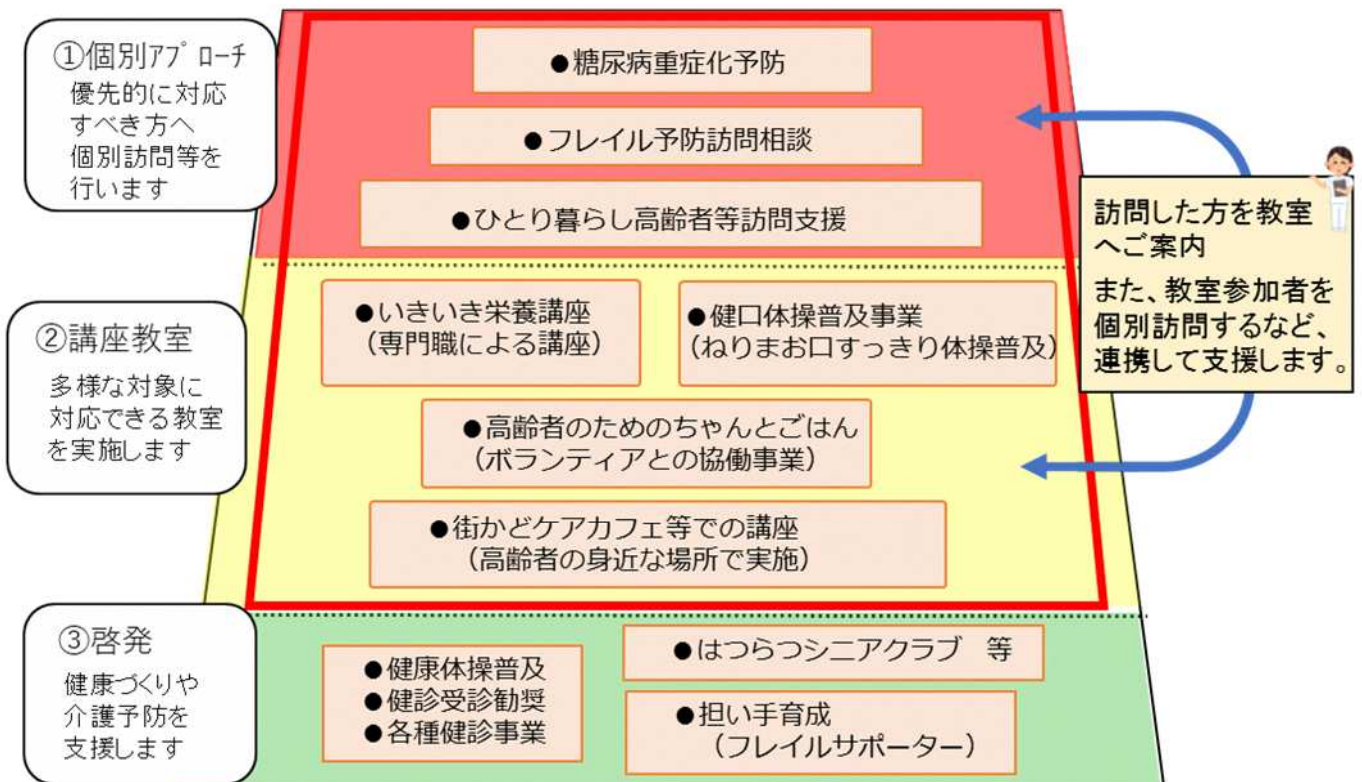 ①個別ｱﾌﾟﾛｰﾁ
優先的に対応
すべき方へ
個別訪問等を
行います
●糖尿病重症化予防
●フレイル予防訪問相談
●ひとり暮らし高齢者等訪問支援
訪問した方を教室
へご案内
また、教室参加者を
個別訪問するなど、
連携して支援します。
②講座教室
多様な対象に
対応できる教室
を実施します
●いきいき栄養講座
（専門職による講座）
●健口体操普及事業
（ねりまお口すっきり体操普及）
●高齢者のためのちゃんとごはん
（ボランティアとの協働事業）
●街かどケアカフェ等での講座
（高齢者の身近な場所で実施）
③啓発
健康づくりや
介護予防を
支援します
●健康体操普及
●健診受診勧奨
●各種健診事業
●はつらつシニアクラブ　等
●担い手育成
（フレイルサポーター）